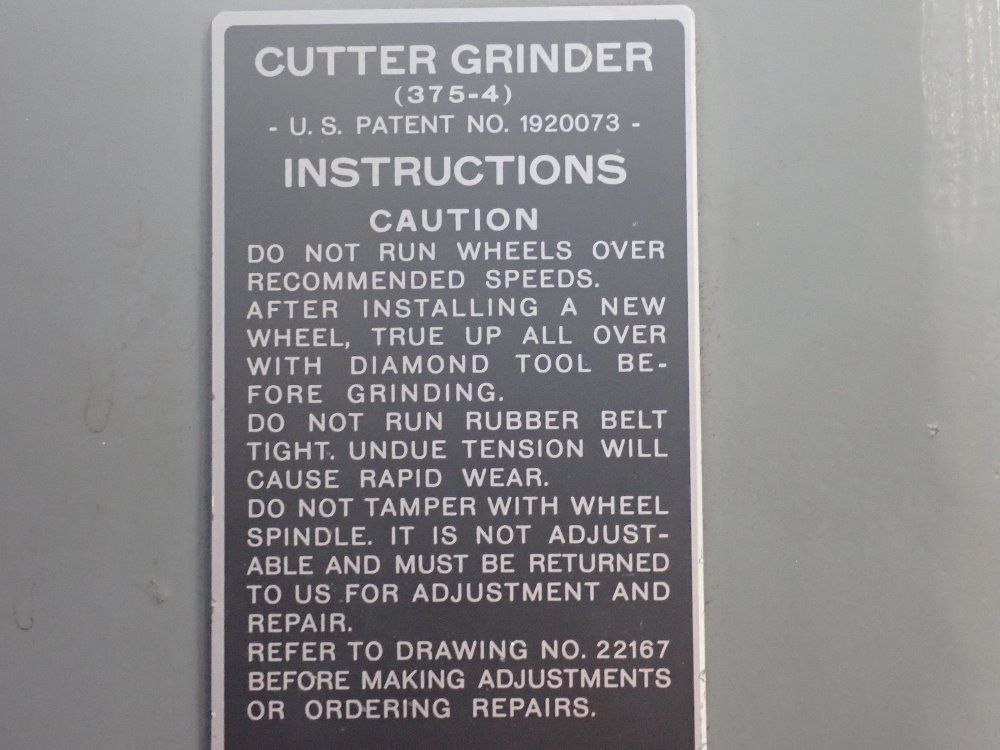 CUTTER GRINDER
(375-4)
- U. S. PATENT NO. 1920073 -
INSTRUCTIONS
CAUTION
DO NOT RUN WHEELS OVER
RECOMMENDED SPEEDS.
AFTER INSTALLING A NEW
WHEEL, TRUE UP ALL OVER
WITH DIAMOND TOOL BE-
FORE GRINDING.
DO NOT RUN RUBBER BELT
TIGHT. UNDUE TENSION WILL
CAUSE RAPID WEAR.
DO NOT TAMPER WITH WHEEL
SPINDLE. IT IS NOT ADJUST-
ABLE AND MUST BE RETURNED
TO US FOR ADJUSTMENT AND
REPAIR.
REFER TO DRAWING NO. 22167
BEFORE MAKING ADJUSTMENTS
OR ORDERING REPAIRS.